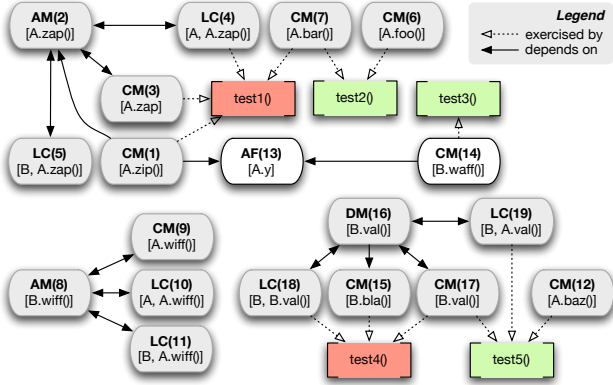 AM(2)
[A.zap()]
LC(4)
[A, A.zap()]
CM(7)
[A.bar()]
CM(6)
[A.foo()]
Legend
exercised by
depends on
CM(3)
[A.zap]
test1()
test2()
test3()
LC(5)
[B, A.zap()]
CM(1)
[A.zip()]
AF(13)
[A.y]
CM(14)
[B.waff()]
CM(9)
[A.wiff()]
DM(16)
[B.val()]
LC(19)
[B, A.val()]
AM(8)
[B.wiff()]
LC(10)
[A, A.wiff()]
LC(18)
[B, B.val()]
CM(15)
[B.bla()]
CM(17)
[B.val()]
CM(12)
[A.baz()]
LC(11)
[B, A.wiff()]
test4()
test5()